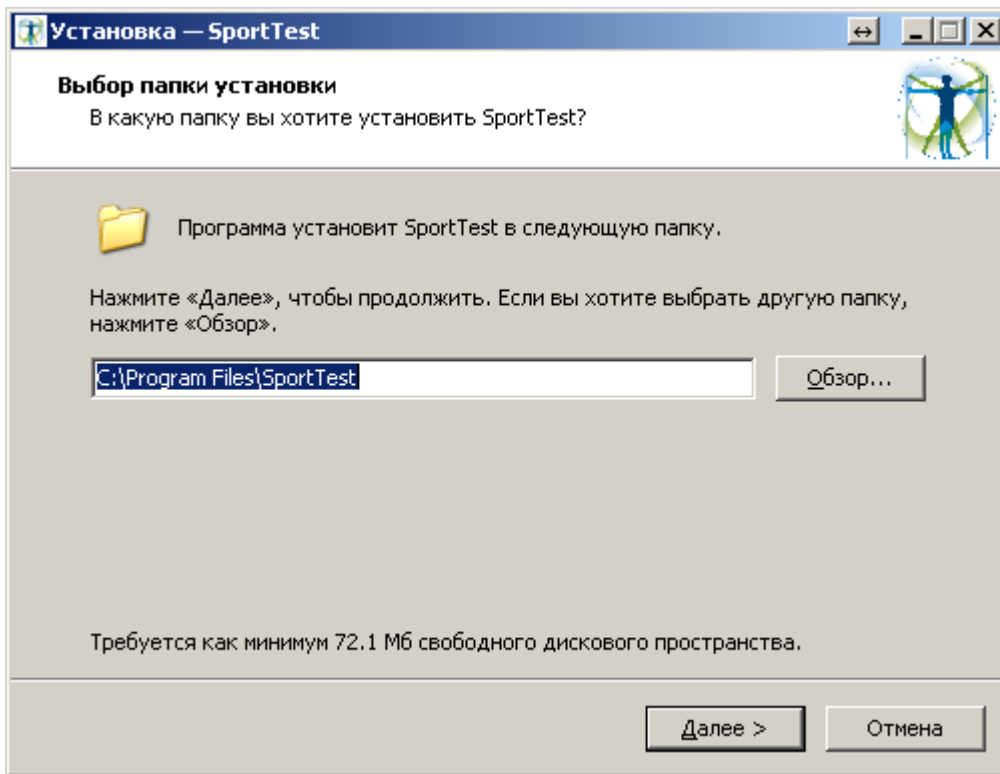 Установка — SportTest
Выбор папки установки
В какую папку вы хотите установить SportTest?
Программа установит SportTest в следующую папку.
Нажмите «Далее», чтобы продолжить. Если вы хотите выбрать другую папку,
нажмите «Обзор».
C:\Program Files\SportTest
Обзор...
Требуется как минимум 72.1 Мб свободного дискового пространства.
Далее >
Отмена